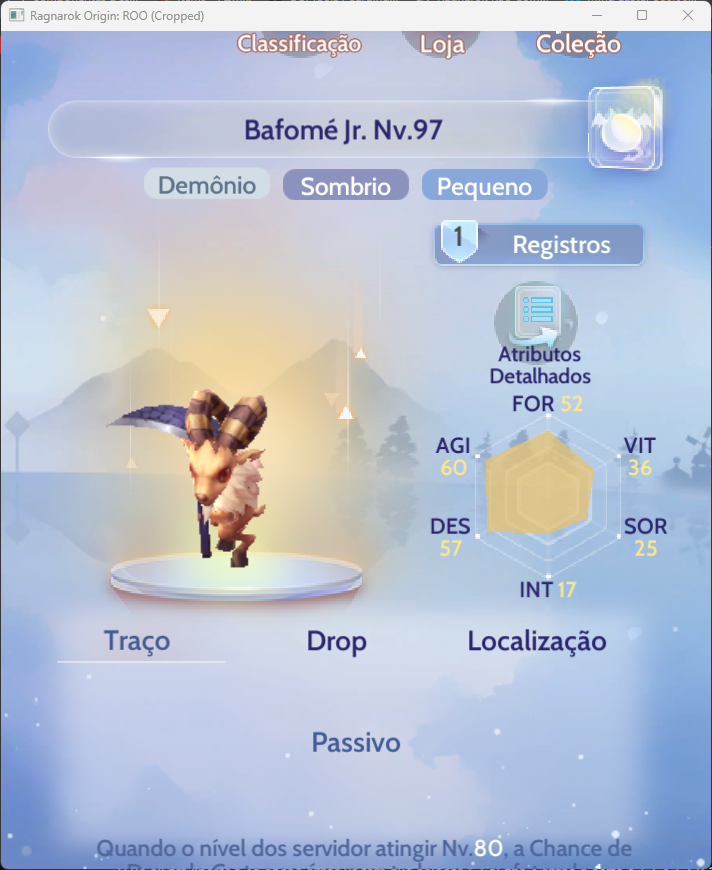 Ragnarok Origin: ROO (Cropped)
Classificação Loja Coleção
Bafomé Jr. Nv.97
Demônio Sombrio Pequeno
1 Registros
Atributos
Detalhados
FOR 52
AGI VIT
60 36
DES SOR
57 25
INT 17
Traço Drop Localização
Passivo
Quando o nível dos servidor atingir Nv.80, a Chance de